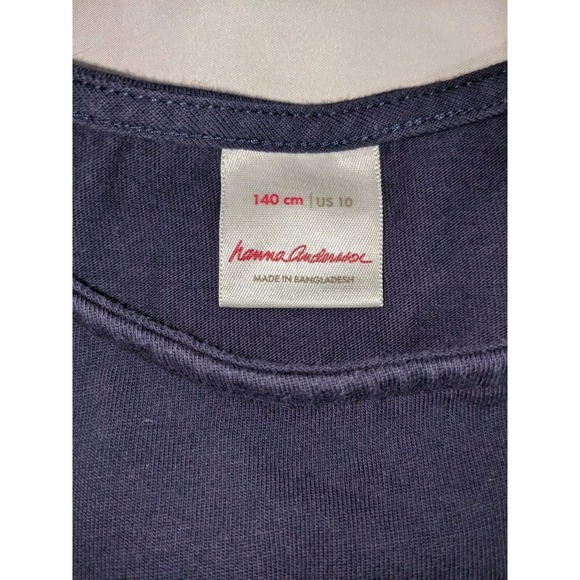 140 cm | US 10
hanna andersson
MADE IN BANGLADESH